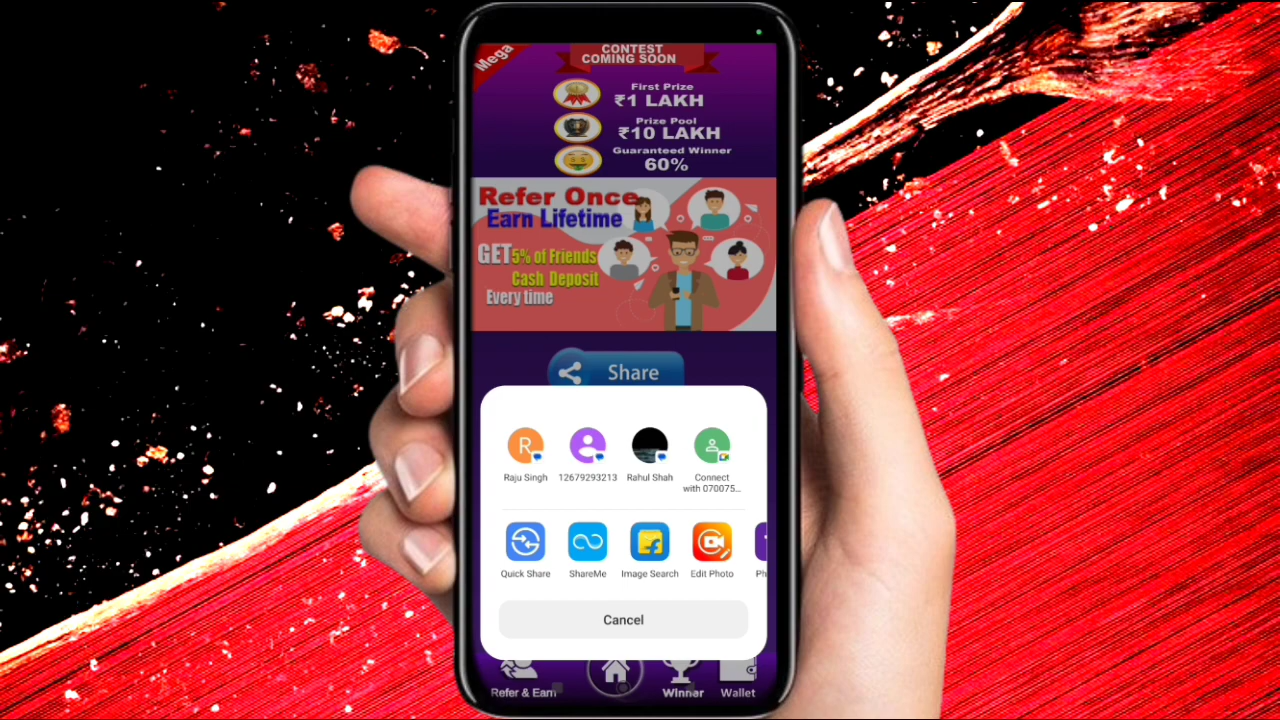 Mega
CONTEST
COMING SOON
First Prize
₹1 LAKH
Prize Pool
₹10 LAKH
Guaranteed Winner
60%
Refer Once
Earn Lifetime
GET 5% of Friends
Cash Deposit
Every time
Share
R
Raju Singh
12679293213
Rahul Shah
Connect
with 070075...
Quick Share
ShareMe
Image Search
Edit Photo
Cancel
Refer & Earn
Winner
Wallet